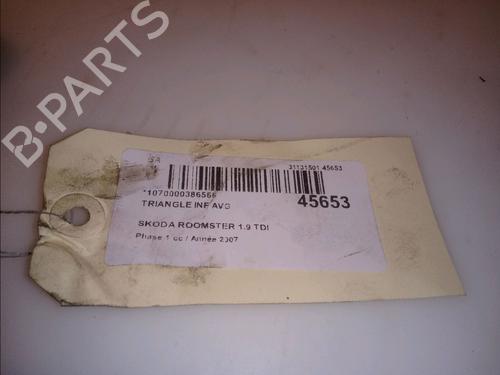 B-PARTS
31131501 45653
*1070000386566
TRIANGLE INF AVG
45653
SKODA ROOMSTER 1.9 TDI
Phase 1 cc / Année 2007